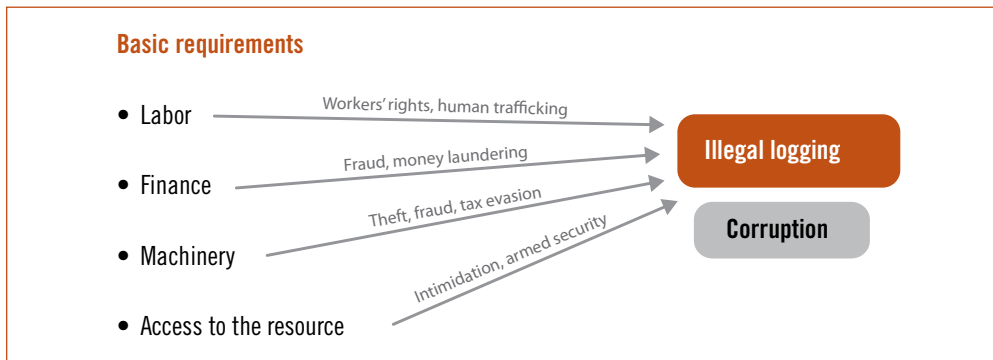 Basic requirements
• Labor
Workers' rights, human trafficking
Illegal logging
Fraud, money laundering
• Finance
Theft, fraud, tax evasion
Corruption
• Machinery
Intimidation, armed security
• Access to the resource